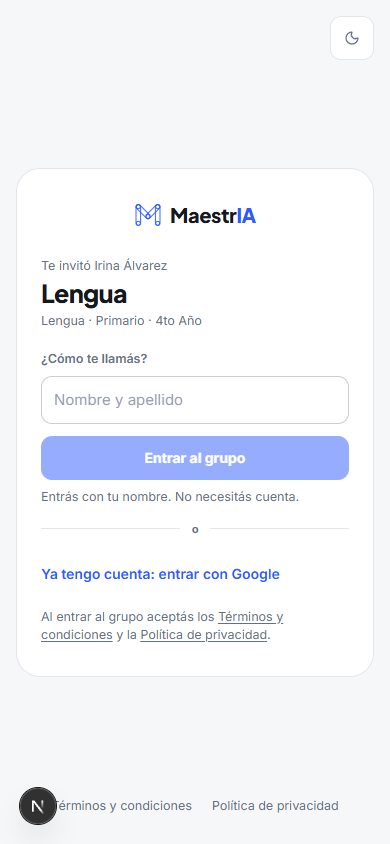 MaestrIA
Te invitó Irina Álvarez
Lengua
Lengua · Primario · 4to Año
¿Cómo te llamás?
Nombre y apellido
Entrar al grupo
Entrás con tu nombre. No necesitás cuenta.
o
Ya tengo cuenta: entrar con Google
Al entrar al grupo aceptás los Términos y
condiciones y la Política de privacidad.
N Términos y condiciones Política de privacidad